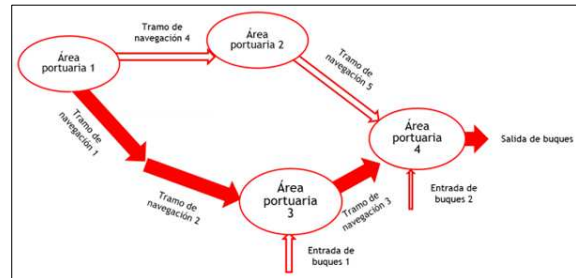 Tramo de
navegación 4
Área
portuaria 1
Área
portuaria 2
Tramo de
navegación 5
Tramo de
navegación 1
Área
portuaria
4
Salida de buques
Tramo de
navegación 2
Área
portuaria
3
Tramo de
navegación 3
Entrada de
buques 2
Entrada de
buques 1